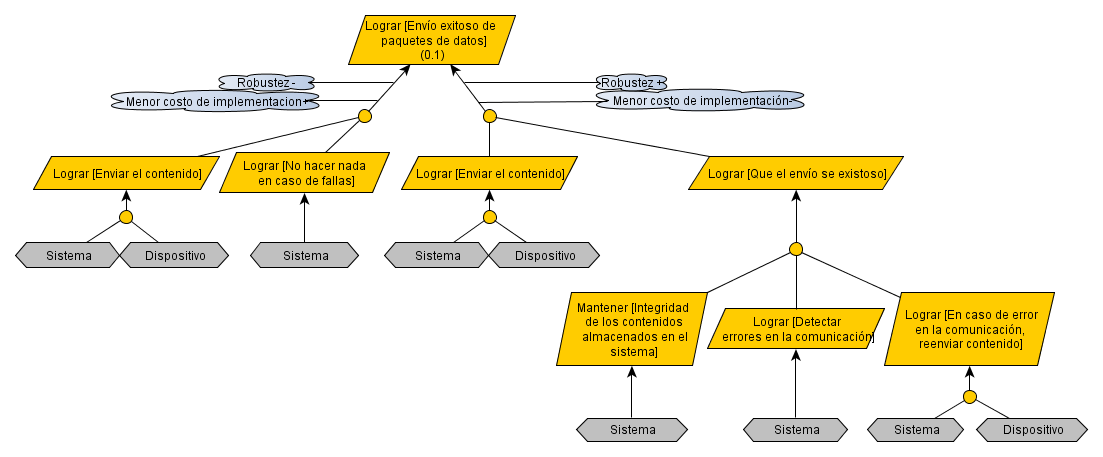 Lograr [Envío exitoso de
paquetes de datos]
(0.1)
Robustez -
Menor costo de implementacion+
Robustez +
Menor costo de implementación-
Lograr [Enviar el contenido]
Lograr [No hacer nada
en caso de fallas]
Lograr [Enviar el contenido]
Lograr [Que el envío se existoso]
Sistema
Dispositivo
Sistema
Sistema
Dispositivo
Mantener [Integridad
de los contenidos
almacenados en el
sistema]
Lograr [Detectar
errores en la comunicación]
Lograr [En caso de error
en la comunicación,
reenviar contenido]
Sistema
Sistema
Sistema
Dispositivo